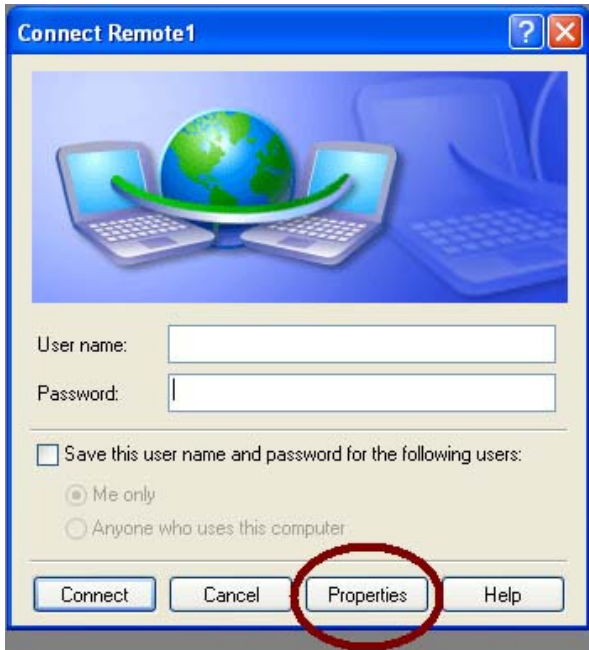 Connect Remote1
User name:
Password:
Save this user name and password for the following users:
Me only
Anyone who uses this computer
Connect Cancel Properties Help